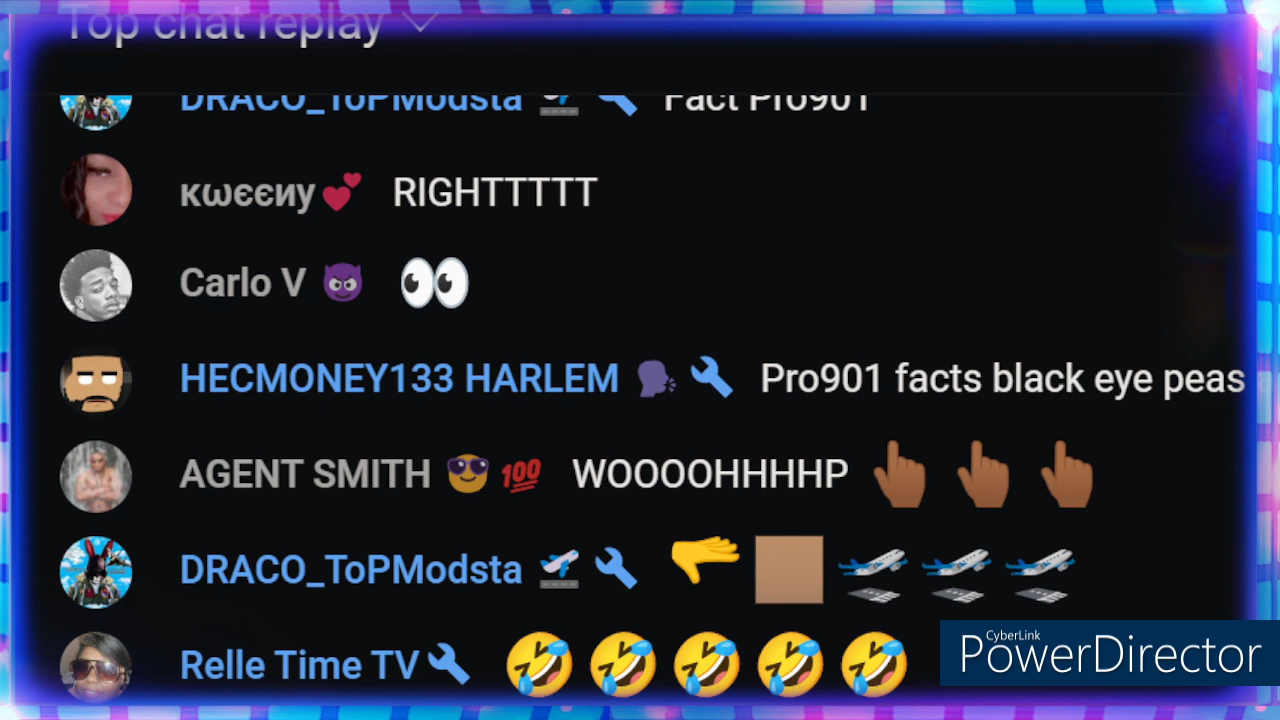 Top chat replay
DRACO_ToPModsta Fact Pro901
κωєєиу💕 RIGHTTTTT
Carlo V 😈 👀
HECMONEY133 HARLEM 🗣️🔧 Pro901 facts black eye peas
AGENT SMITH 😎💯 WOOOOHHHHP 👆🏾👆🏾👆🏾
DRACO_ToPModsta 🛫🔧 🛫🛫🛫
Relle Time TV🔧 🤣🤣🤣🤣🤣
CyberLink
PowerDirector